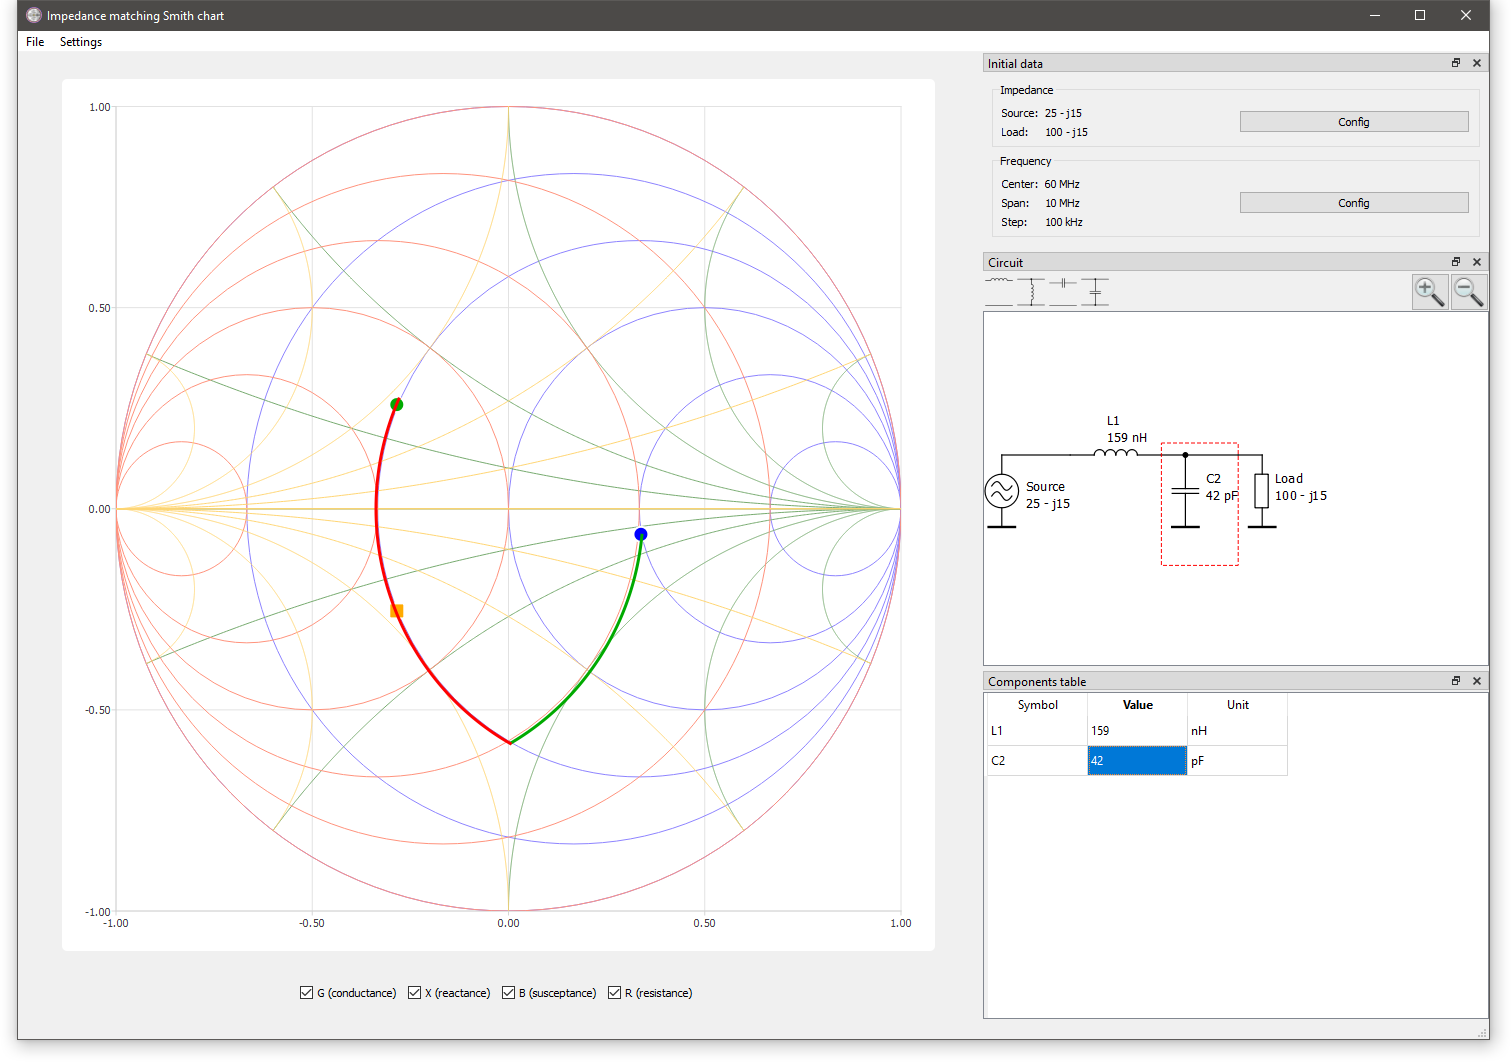 Impedance matching Smith chart
File Settings
1.00
0.50
0.00
-0.50
-1.00
-1.00 -0.50 0.00 0.50 1.00
G (conductance) X (reactance) B (susceptance) R (resistance)
Initial data
Impedance
Source: 25 - j15
Load: 100 - j15
Config
Frequency
Center: 60 MHz
Span: 10 MHz
Step: 100 kHz
Config
Circuit
L1
159 nH
Source
25 - j15
C2
42 pF
Load
100 - j15
Components table
Symbol Value Unit
L1 159 nH
C2 42 pF